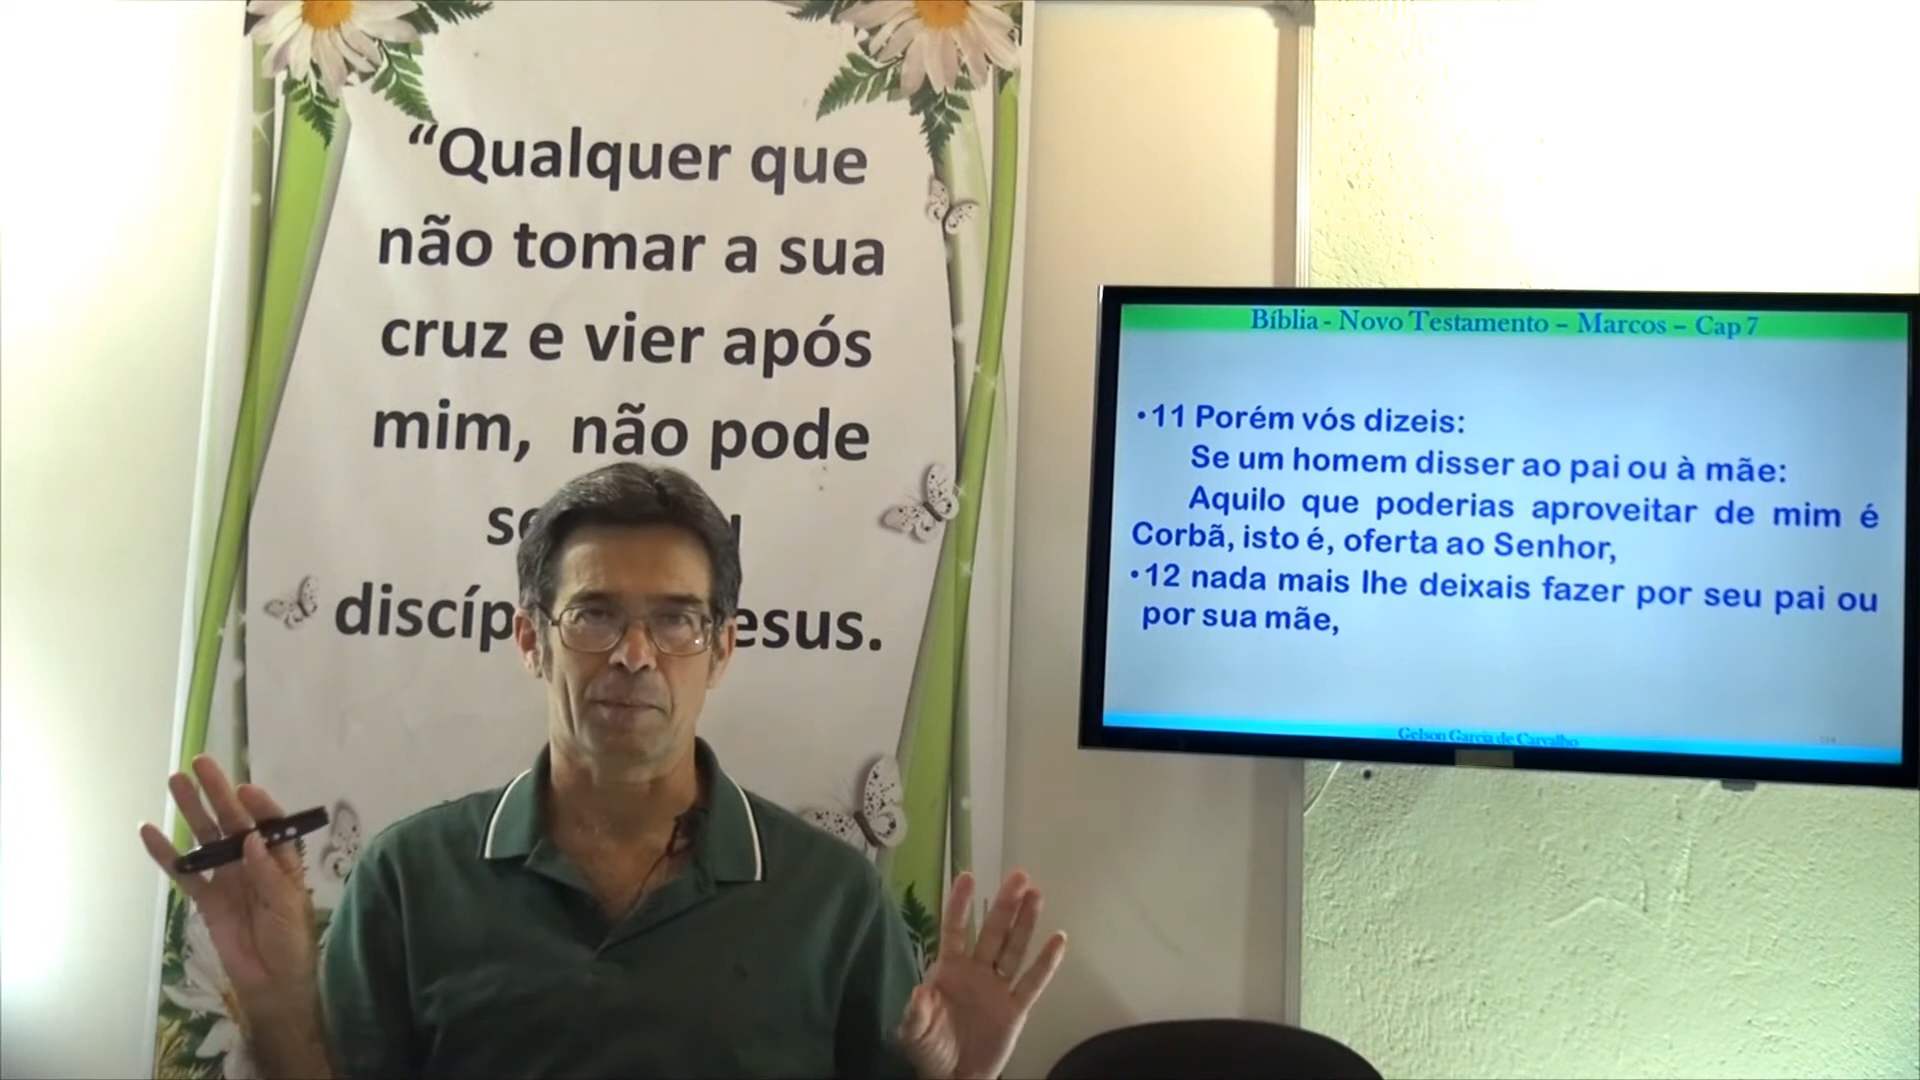 “Qualquer que
não tomar a sua
cruz e vier após
mim, não pode
discíp esus.
Bíblia - Novo Testamento – Marcos – Cap 7
•11 Porém vós dizeis:
Se um homem disser ao pai ou à mãe:
Aquilo que poderias aproveitar de mim é
Corbã, isto é, oferta ao Senhor,
•12 nada mais lhe deixais fazer por seu pai ou
por sua mãe,
Gelson Garcia de Carvalho